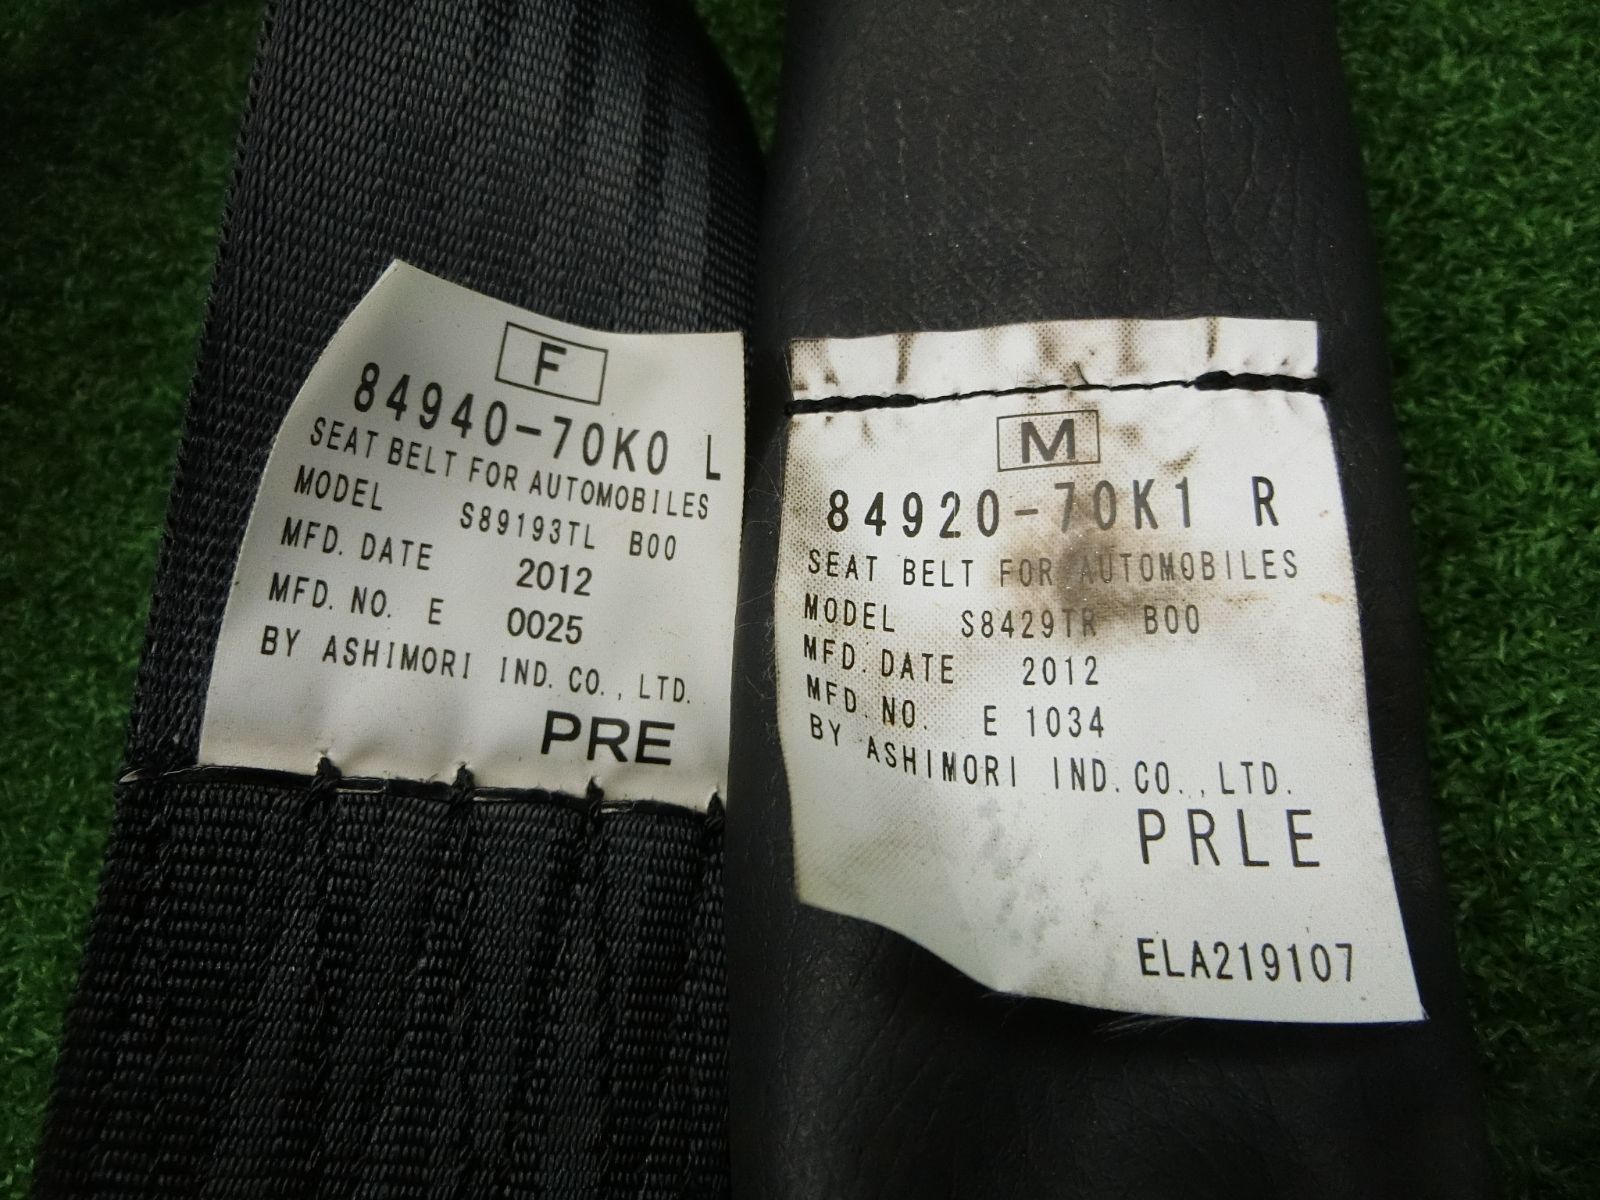 F
84940-70K0 L
SEAT BELT FOR AUTOMOBILES
MODEL S89193TL B00
MFD. DATE 2012
MFD. NO. E 0025
BY ASHIMORI IND. CO., LTD.
PRE
M
84920-70K1 R
SEAT BELT FOR AUTOMOBILES
MODEL S8429TR B00
MFD. DATE 2012
MFD. NO. E 1034
BY ASHIMORI IND. CO., LTD.
PRLE
ELA219107